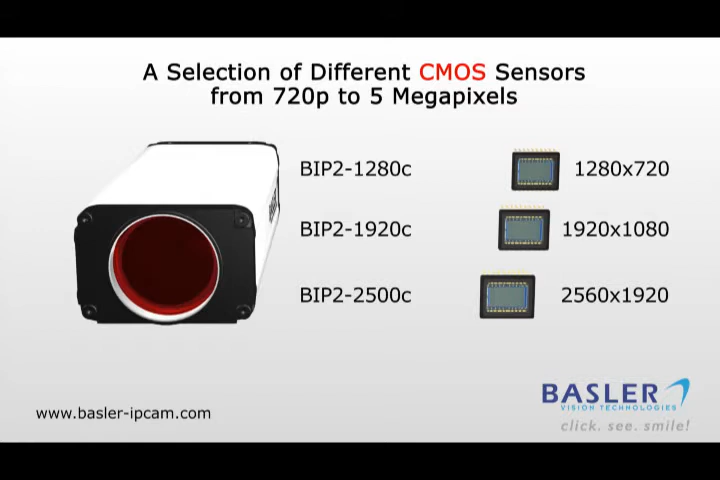 A Selection of Different CMOS Sensors
from 720p to 5 Megapixels
BIP2-1280c 1280x720
BIP2-1920c 1920x1080
BIP2-2500c 2560x1920
www.basler-ipcam.com
BASLER
VISION TECHNOLOGIES
click. see. smile!